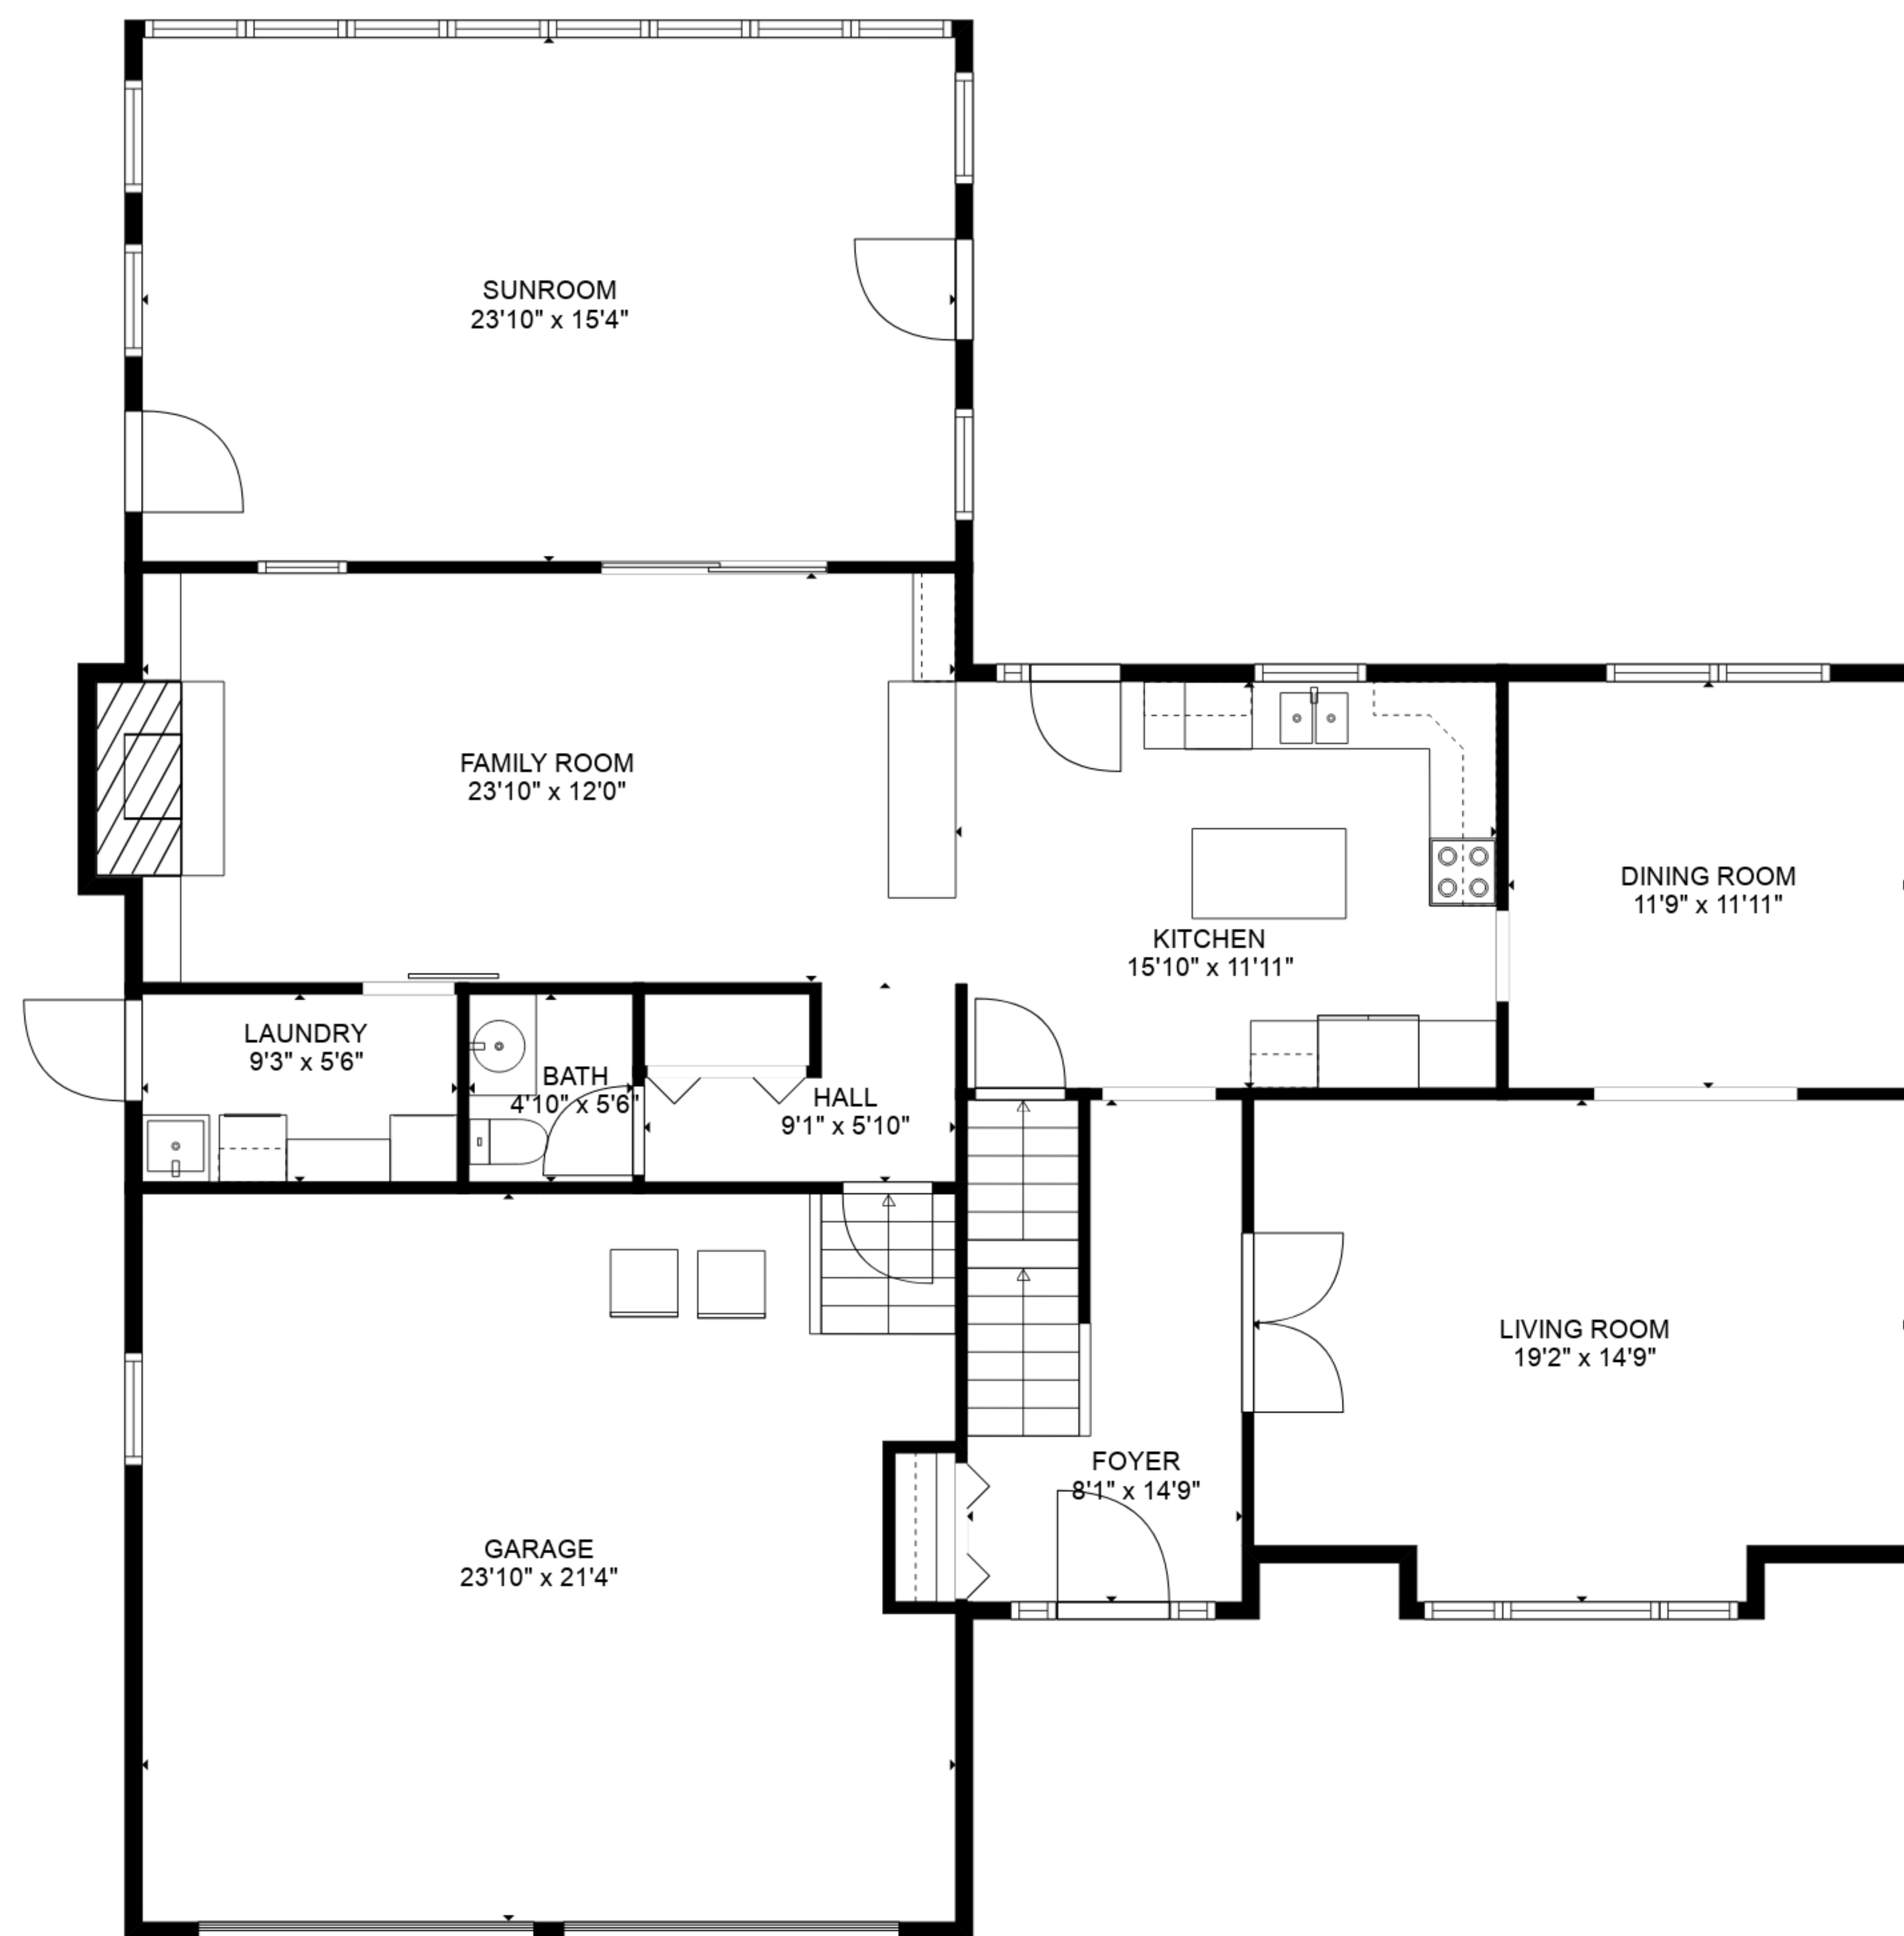 SUNROOM
23'10" x 15'4"
FAMILY ROOM
23'10" x 12'0"
DINING ROOM
11'9" x 11'11"
KITCHEN
15'10" x 11'11"
LAUNDRY
9'3" x 5'6"
BATH
4'10" x 5'6"
HALL
9'1" x 5'10"
LIVING ROOM
19'2" x 14'9"
FOYER
8'1" x 14'9"
GARAGE
23'10" x 21'4"